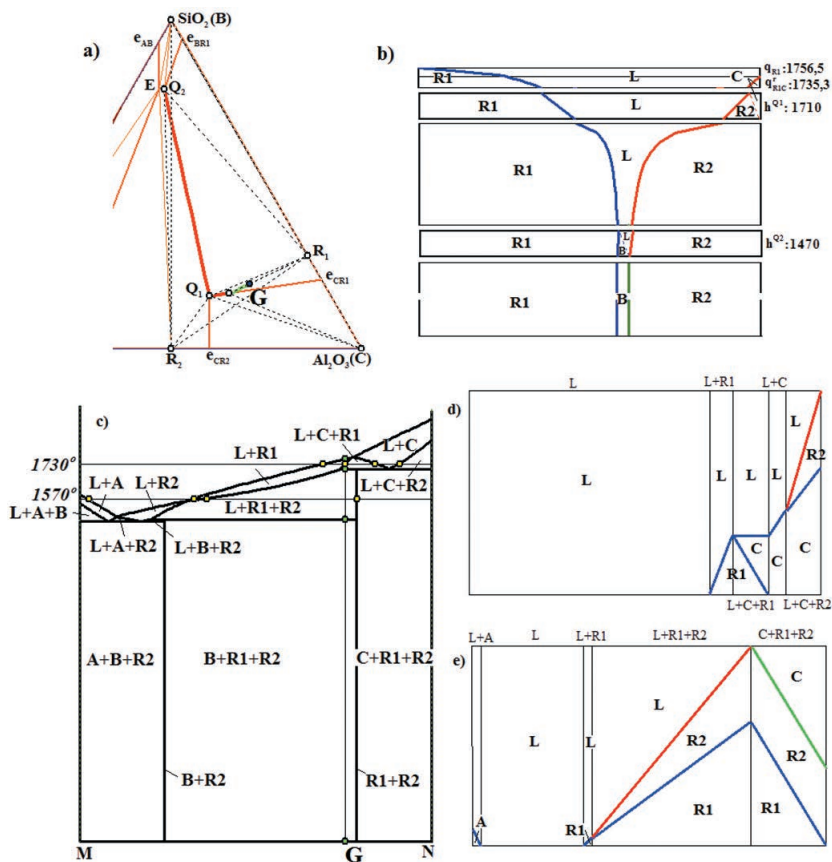 a)
SiO2 (B)
eAB
eBR1
E
Q2
R1
eCR1
Q1
G
R2
eCR2
Al2O3(C)
b)
R1
L
C
qR1:1756,5
q^r R1C:1735,3
R1
L
R2
h^Q1: 1710
R1
L
R2
R1
L
B
R2
h^Q2:1470
R1
B
R2
c)
1730°
1570°
L+C+R1
L+C
L+R1
L+A
L+R2
L+C+R2
L+A+B
L+R1+R2
L+A+R2
L+B+R2
A+B+R2
B+R1+R2
C+R1+R2
B+R2
R1+R2
M
G
N
d)
L
L+R1
L+C
L
L
L
L
L
R2
C
C
C
R1
L+C+R1
L+C+R2
e)
L+A
L
L+R1
L+R1+R2
C+R1+R2
L
L
L
C
R2
R2
A
R1
R1
R1